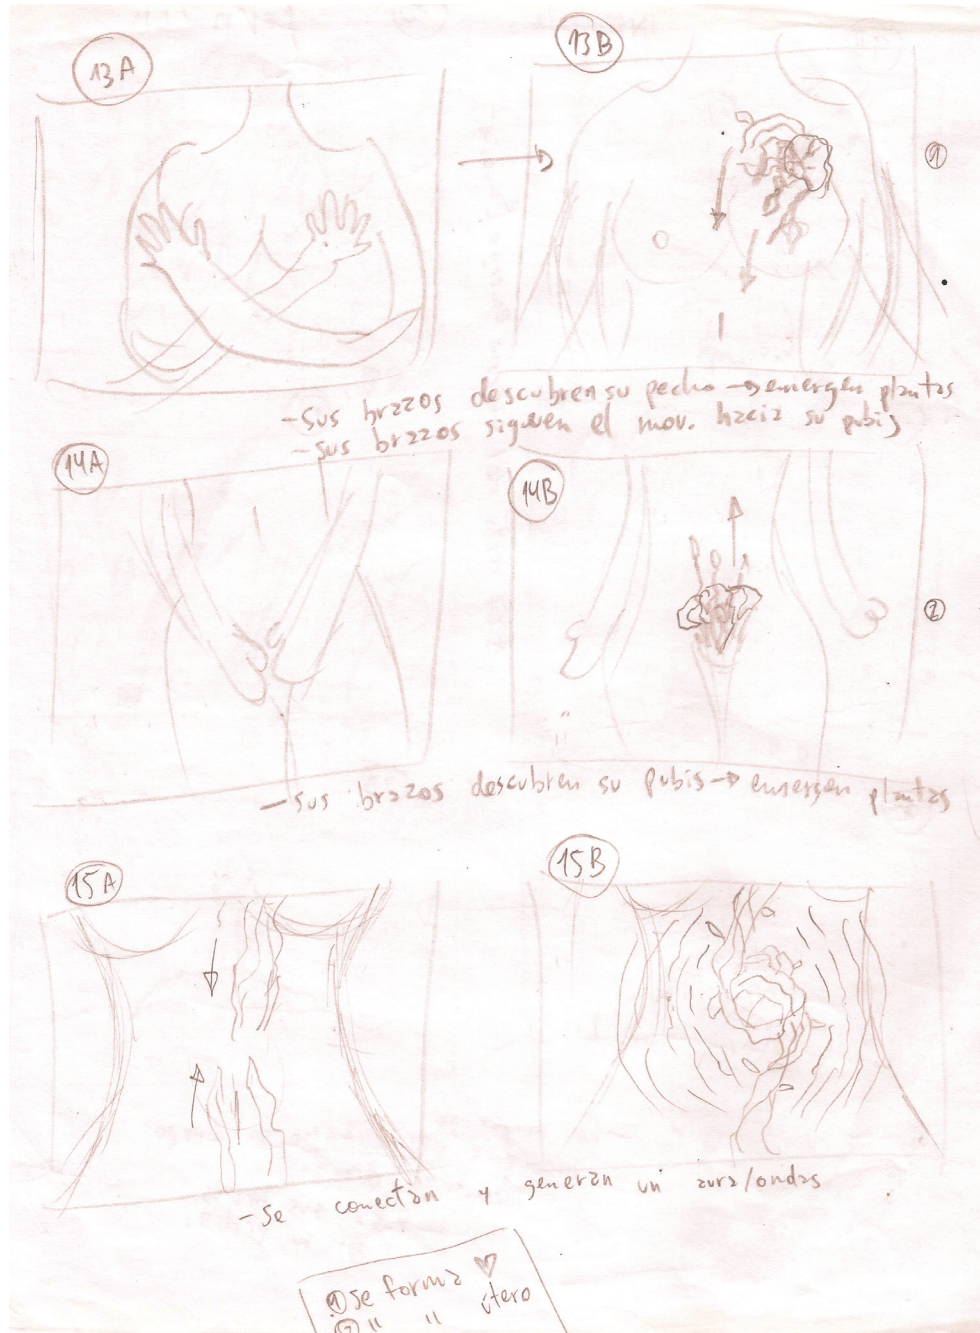 13A
13B
①
-Sus brazos descubren su pecho → emergen plantas
-Sus brazos siguen el mov. hacia su pubis
14A
14B
②
-Sus brazos descubren su pubis → emergen plantas
15A
15B
-Se conectan y generan un aura/ondas
① Se forma ♡
② " " útero